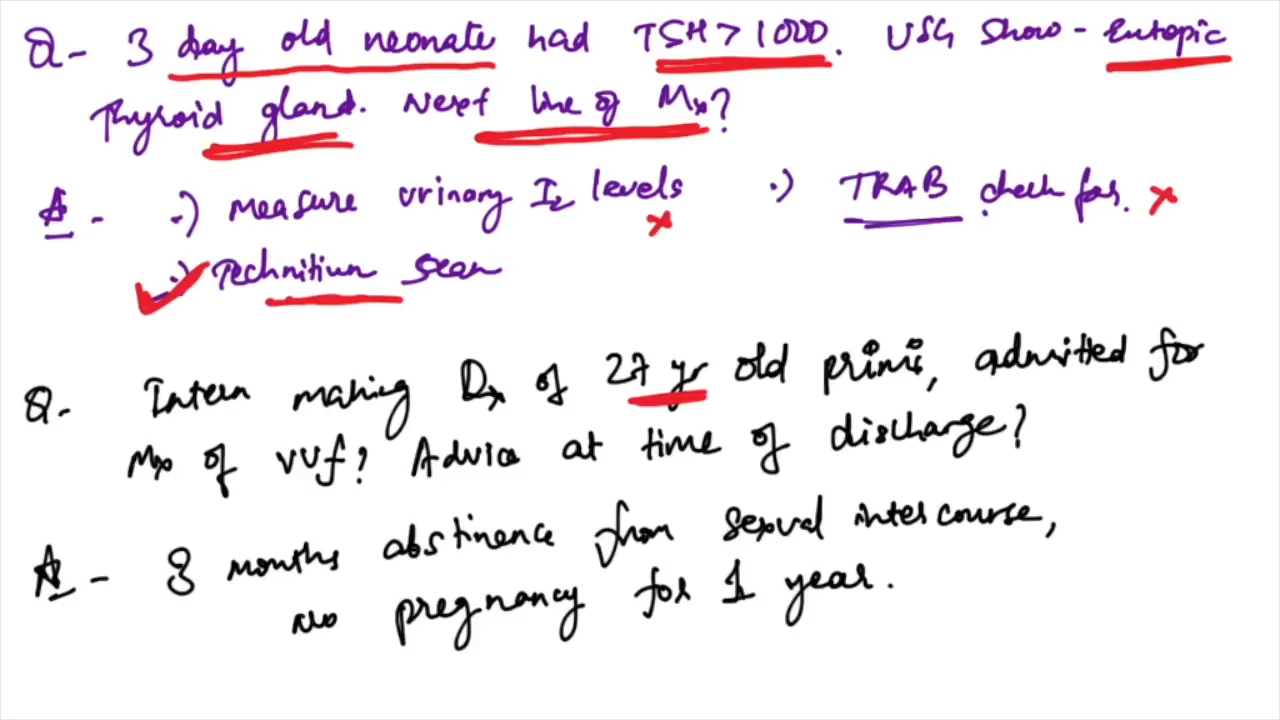 Q- 3 day old neonate had TSH > 1000. USG Show - Eutopic
Thyroid gland. Next line of Mx?
A - ·) measure urinary I2 levels ·) TRAB check for.
·) Technitium scan
Q. Intern making Dx of 27 yr old primi, admitted for
Mx of VVf? Advice at time of discharge?
A - 3 months abstinence from sexual intercourse,
no pregnancy for 1 year.